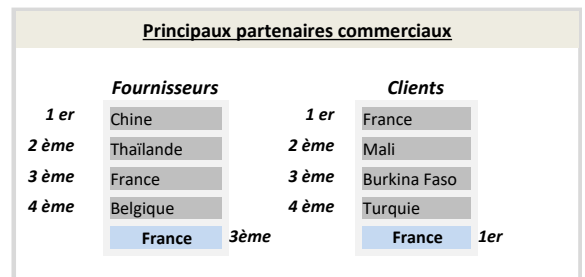 Principaux partenaires commerciaux
Fournisseurs Clients
1 er Chine 1 er France
2 ème Thaïlande 2 ème Mali
3 ème France 3 ème Burkina Faso
4 ème Belgique 4 ème Turquie
France 3ème France 1er